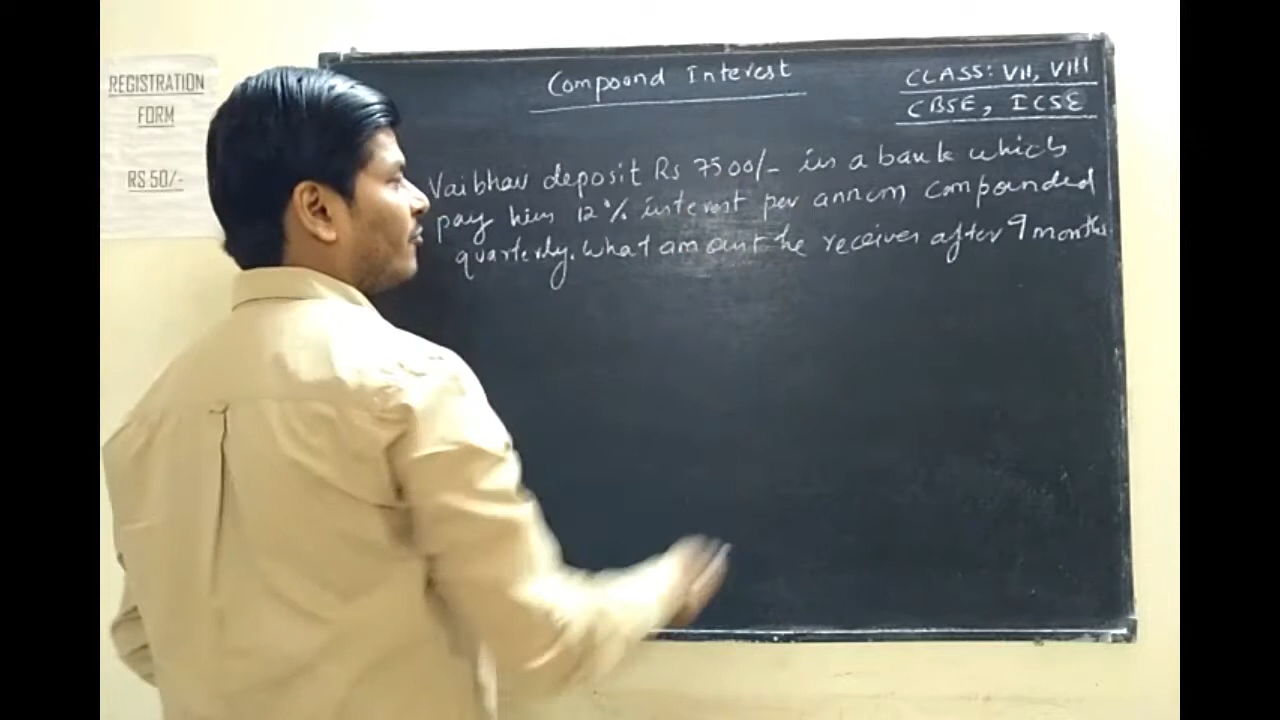 REGISTRATION
FORM
RS 50/-
Compound Interest
CLASS: VII, VIII
CBSE, ICSE
Vaibhav deposit Rs 7500/- in a bank which
pay him 12% interest per annum compounded
quarterly. What amount he receives after 9 months.